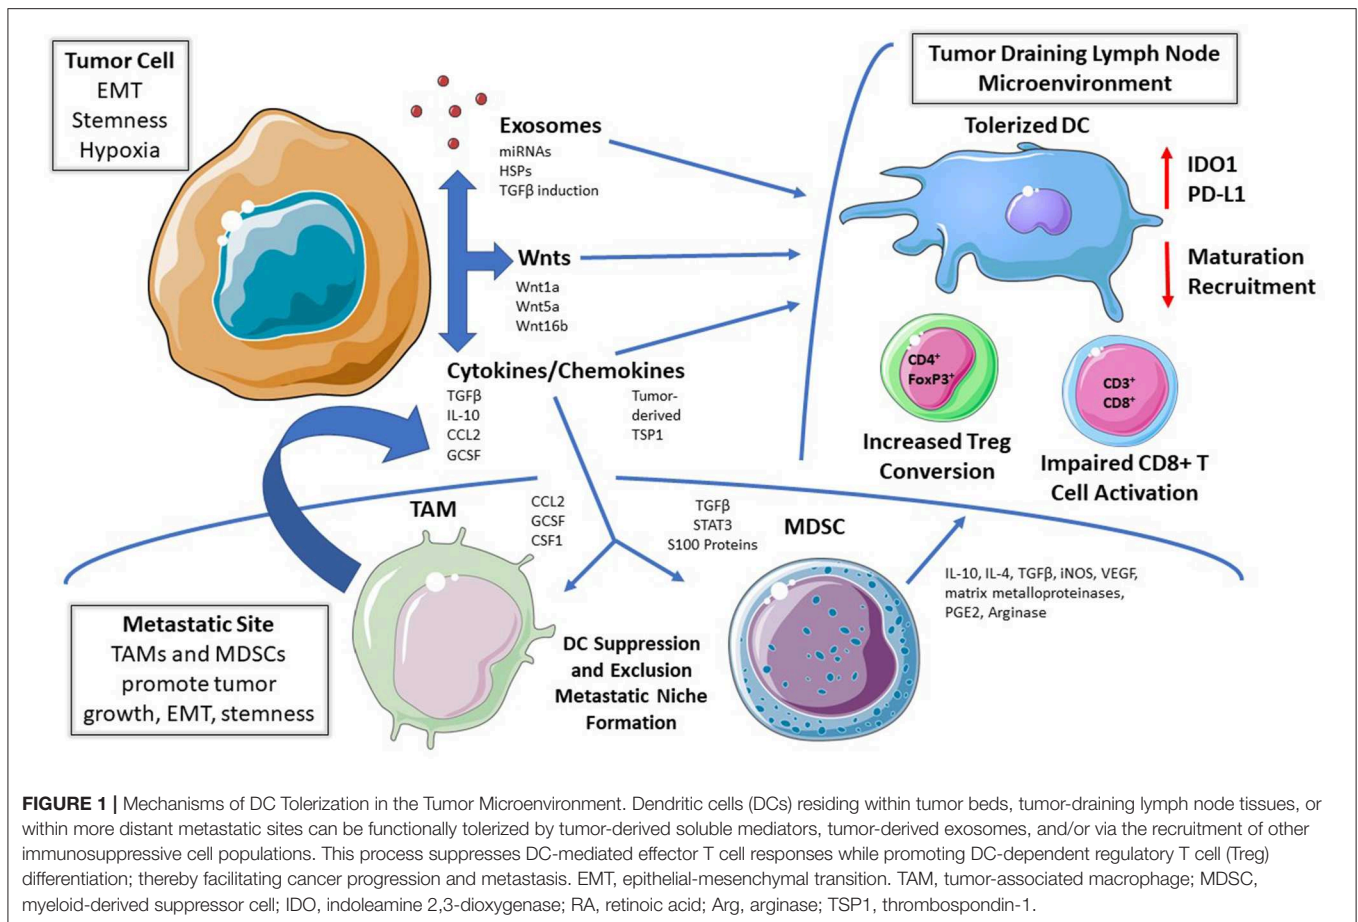 Tumor Cell
EMT
Stemness
Hypoxia
Exosomes
miRNAs
HSPs
TGFβ induction
Wnts
Wnt1a
Wnt5a
Wnt16b
Cytokines/Chemokines
TGFβ
IL-10
CCL2
GCSF
Tumor-
derived
TSP1
Tumor Draining Lymph Node
Microenvironment
Tolerized DC
IDO1
PD-L1
Maturation
Recruitment
CD4⁺
FoxP3⁺
Increased Treg
Conversion
CD3⁺
CD8⁺
Impaired CD8+ T
Cell Activation
TAM
CCL2
GCSF
CSF1
TGFβ
STAT3
S100 Proteins
MDSC
IL-10, IL-4, TGFβ, iNOS, VEGF,
matrix metalloproteinases,
PGE2, Arginase
Metastatic Site
TAMs and MDSCs
promote tumor
growth, EMT, stemness
DC Suppression
and Exclusion
Metastatic Niche
Formation
FIGURE 1 | Mechanisms of DC Tolerization in the Tumor Microenvironment. Dendritic cells (DCs) residing within tumor beds, tumor-draining lymph node tissues, or
within more distant metastatic sites can be functionally tolerized by tumor-derived soluble mediators, tumor-derived exosomes, and/or via the recruitment of other
immunosuppressive cell populations. This process suppresses DC-mediated effector T cell responses while promoting DC-dependent regulatory T cell (Treg)
differentiation; thereby facilitating cancer progression and metastasis. EMT, epithelial-mesenchymal transition. TAM, tumor-associated macrophage; MDSC,
myeloid-derived suppressor cell; IDO, indoleamine 2,3-dioxygenase; RA, retinoic acid; Arg, arginase; TSP1, thrombospondin-1.